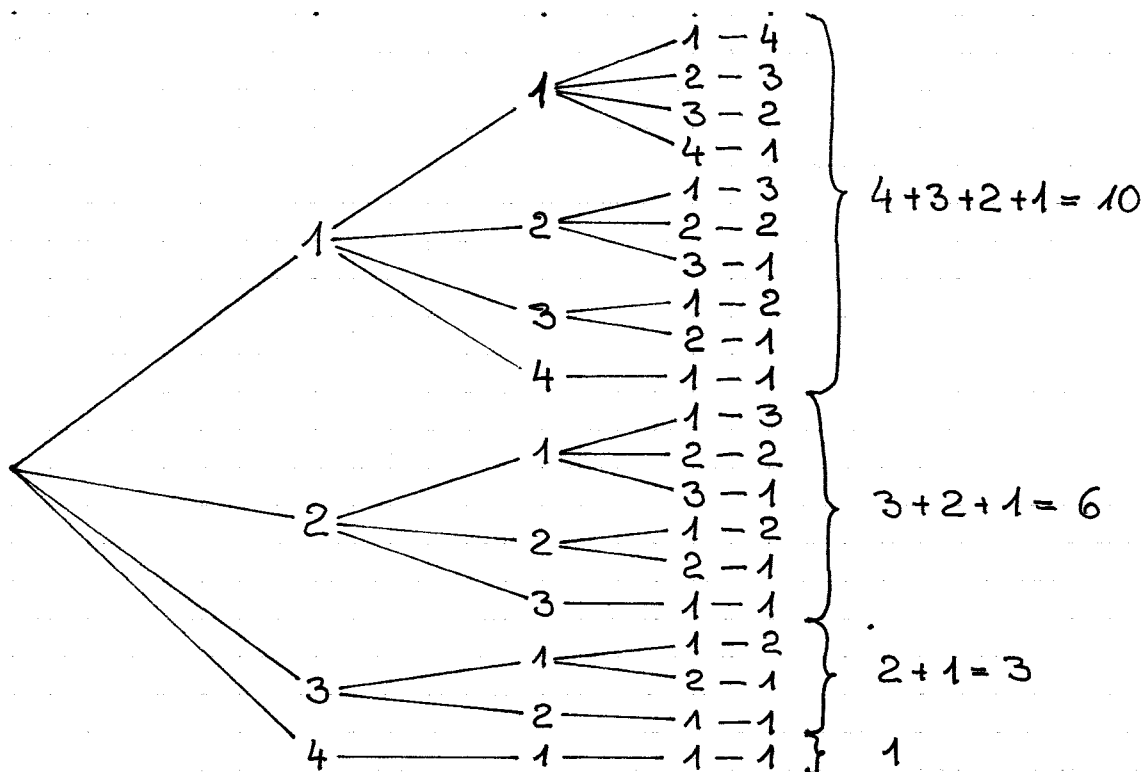 1 – 4
2 – 3
1
3 – 2
4 – 1
1 – 3
4+3+2+1 = 10
2
2 – 2
1
3 – 1
1 – 2
3
2 – 1
4
1 – 1
1 – 3
1
2 – 2
3 – 1
3+2+1 = 6
2
1 – 2
2
2 – 1
3
1 – 1
1 – 2
1
2+1 = 3
3
2 – 1
2
1 – 1
4
1
1 – 1
1